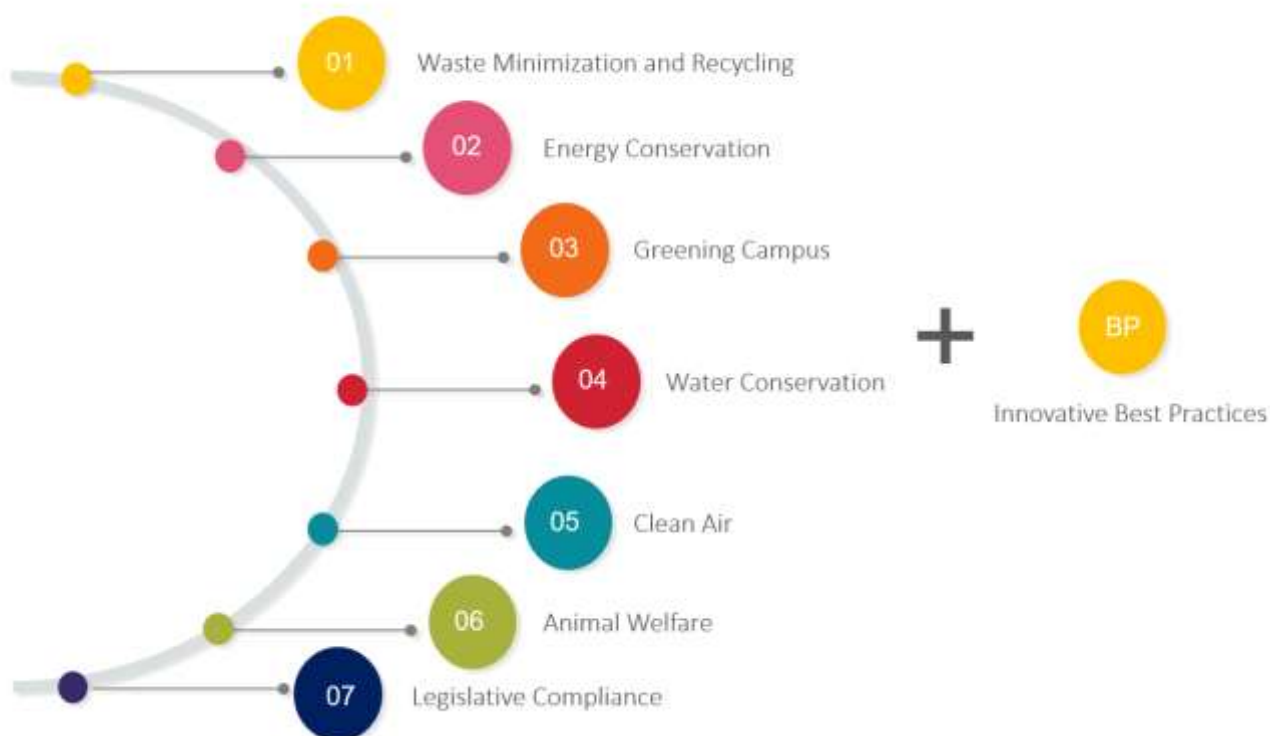 01 Waste Minimization and Recycling
02 Energy Conservation
03 Greening Campus
04 Water Conservation
05 Clean Air
06 Animal Welfare
07 Legislative Compliance
+
BP
Innovative Best Practices